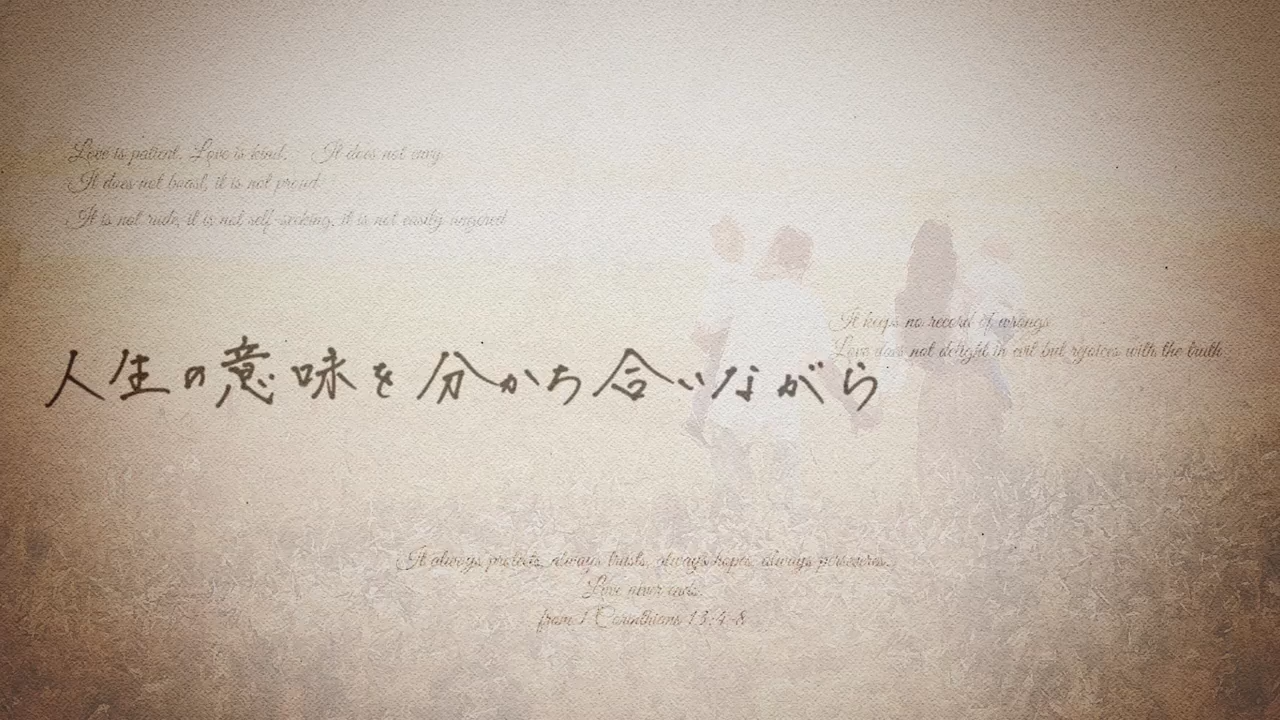 Love is patient. Love is kind. It does not envy
It does not boast, it is not proud
It is not rude, it is not self-seeking, it is not easily angered
It keeps no record of wrongs
Love does not delight in evil but rejoices with the truth
人生の意味を分かち合いながら
It always protects, always trusts, always hopes, always perseveres.
Love never ends.
from 1 Corinthians 13:4-8